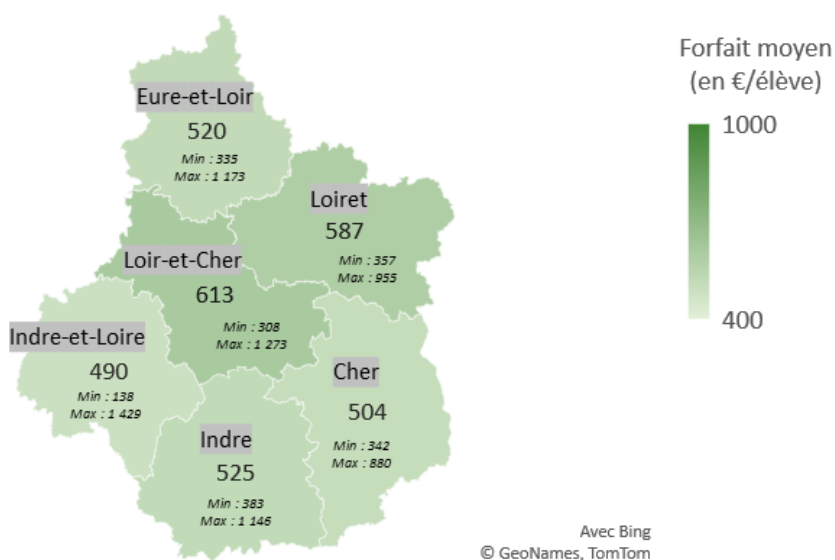 Forfait moyen
(en €/élève)
1000
400
Eure-et-Loir
520
Min : 335
Max : 1 173
Loiret
587
Min : 357
Max : 955
Loir-et-Cher
613
Min : 308
Max : 1 273
Indre-et-Loire
490
Min : 138
Max : 1 429
Cher
504
Min : 342
Max : 880
Indre
525
Min : 383
Max : 1 146
Avec Bing
© GeoNames, TomTom